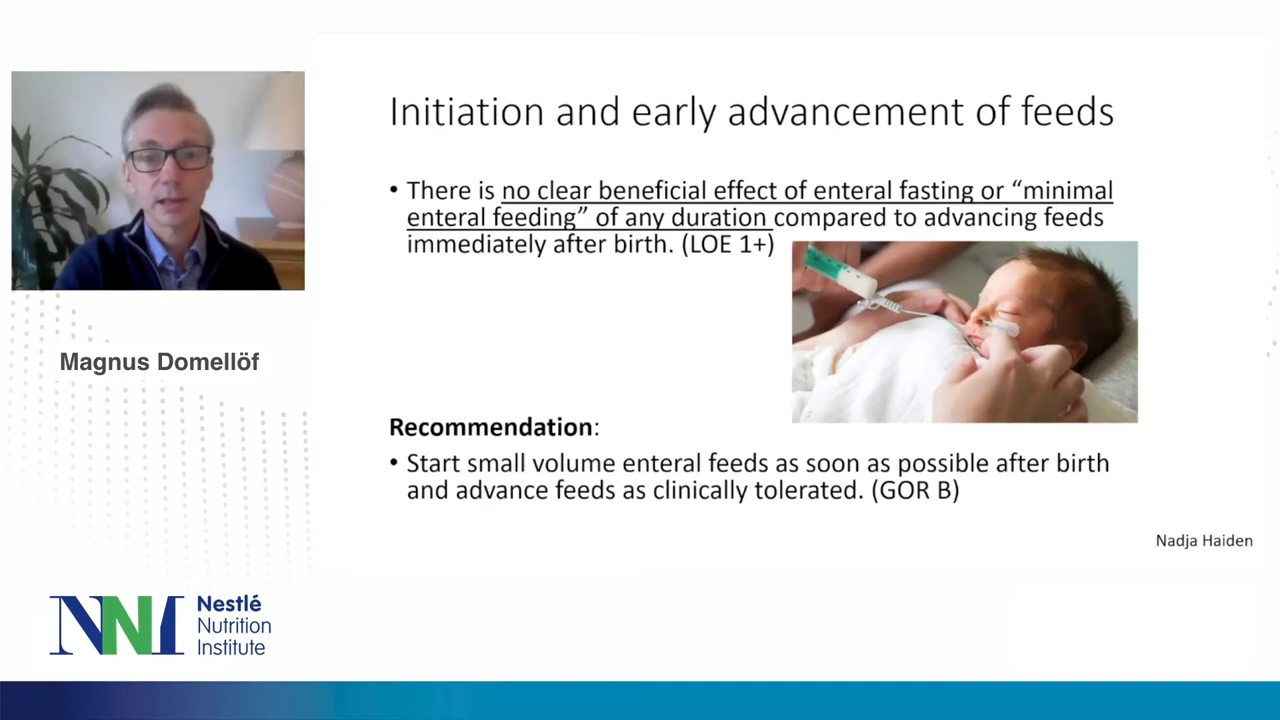 Initiation and early advancement of feeds
• There is no clear beneficial effect of enteral fasting or “minimal
enteral feeding” of any duration compared to advancing feeds
immediately after birth. (LOE 1+)
Magnus Domellöf
Recommendation:
• Start small volume enteral feeds as soon as possible after birth
and advance feeds as clinically tolerated. (GOR B)
Nadja Haiden
NNI
Nestlé
Nutrition
Institute